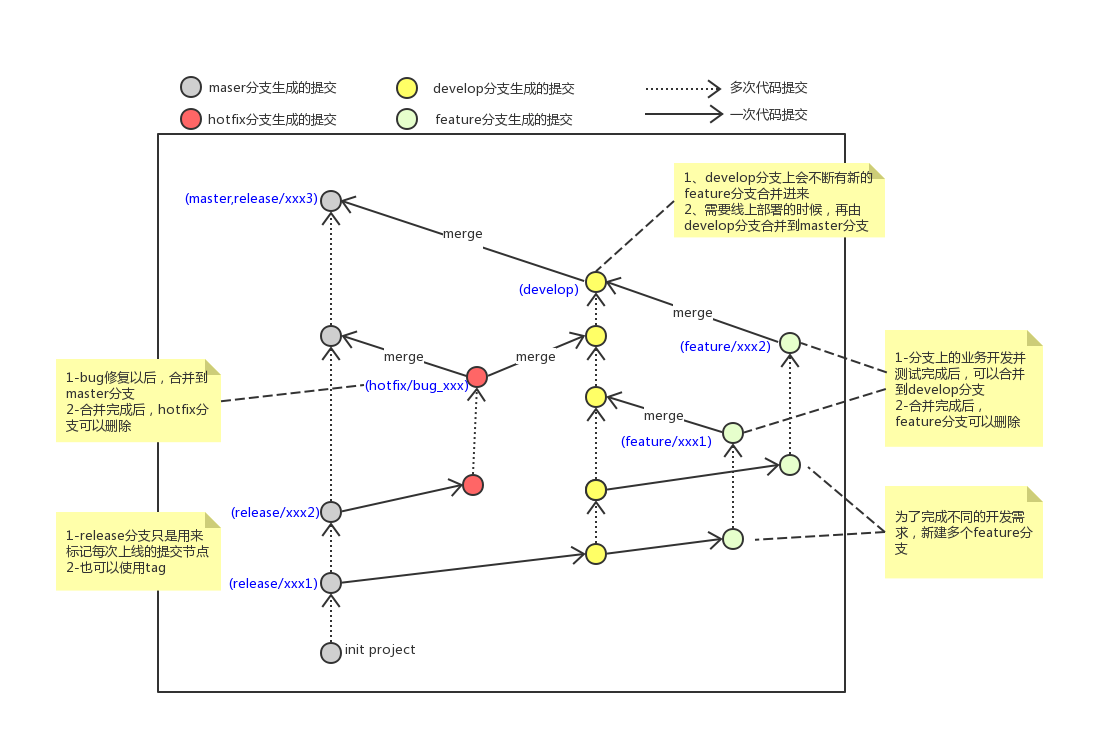 maser分支生成的提交
develop分支生成的提交
多次代码提交
hotfix分支生成的提交
feature分支生成的提交
一次代码提交
1、develop分支上会不断有新的
feature分支合并进来
2、需要线上部署的时候，再由
develop分支合并到master分支
(master,release/xxx3)
merge
(develop)
merge
(feature/xxx2)
merge
merge
1-分支上的业务开发并
测试完成后，可以合并
到develop分支
2-合并完成后，
feature分支可以删除
1-bug修复以后，合并到
master分支
2-合并完成后，hotfix分
支可以删除
(hotfix/bug_xxx)
merge
(feature/xxx1)
(release/xxx2)
为了完成不同的开发需
求，新建多个feature分
支
1-release分支只是用来
标记每次上线的提交节点
2-也可以使用tag
(release/xxx1)
init project